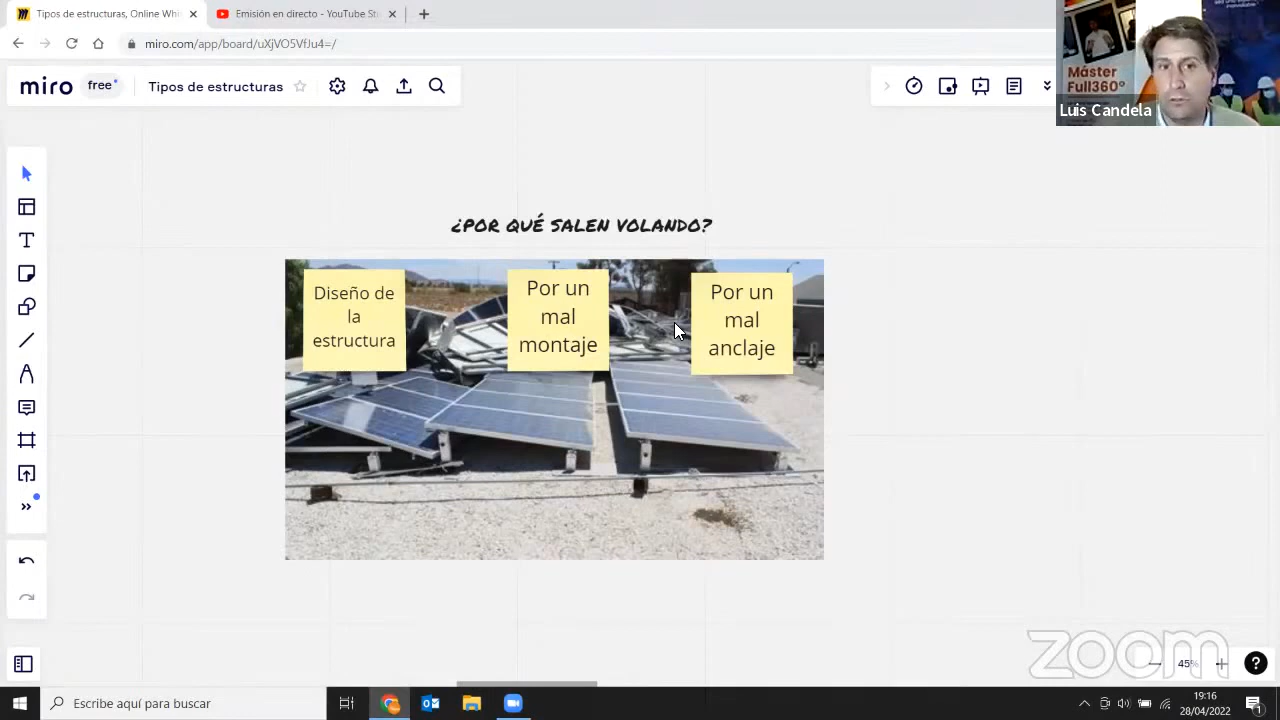 Tipos de estructuras, Online Whi
Emisión en directo - YouTube St
miro.com/app/board/uXjVO5VfJu4=/
miro
free
Tipos de estructuras
Máster
Full360º
Luis Candela
¿POR QUÉ SALEN VOLANDO?
Diseño de
la
estructura
Por un
mal
montaje
Por un
mal
anclaje
zoom
45%
Escribe aquí para buscar
19:16
28/04/2022